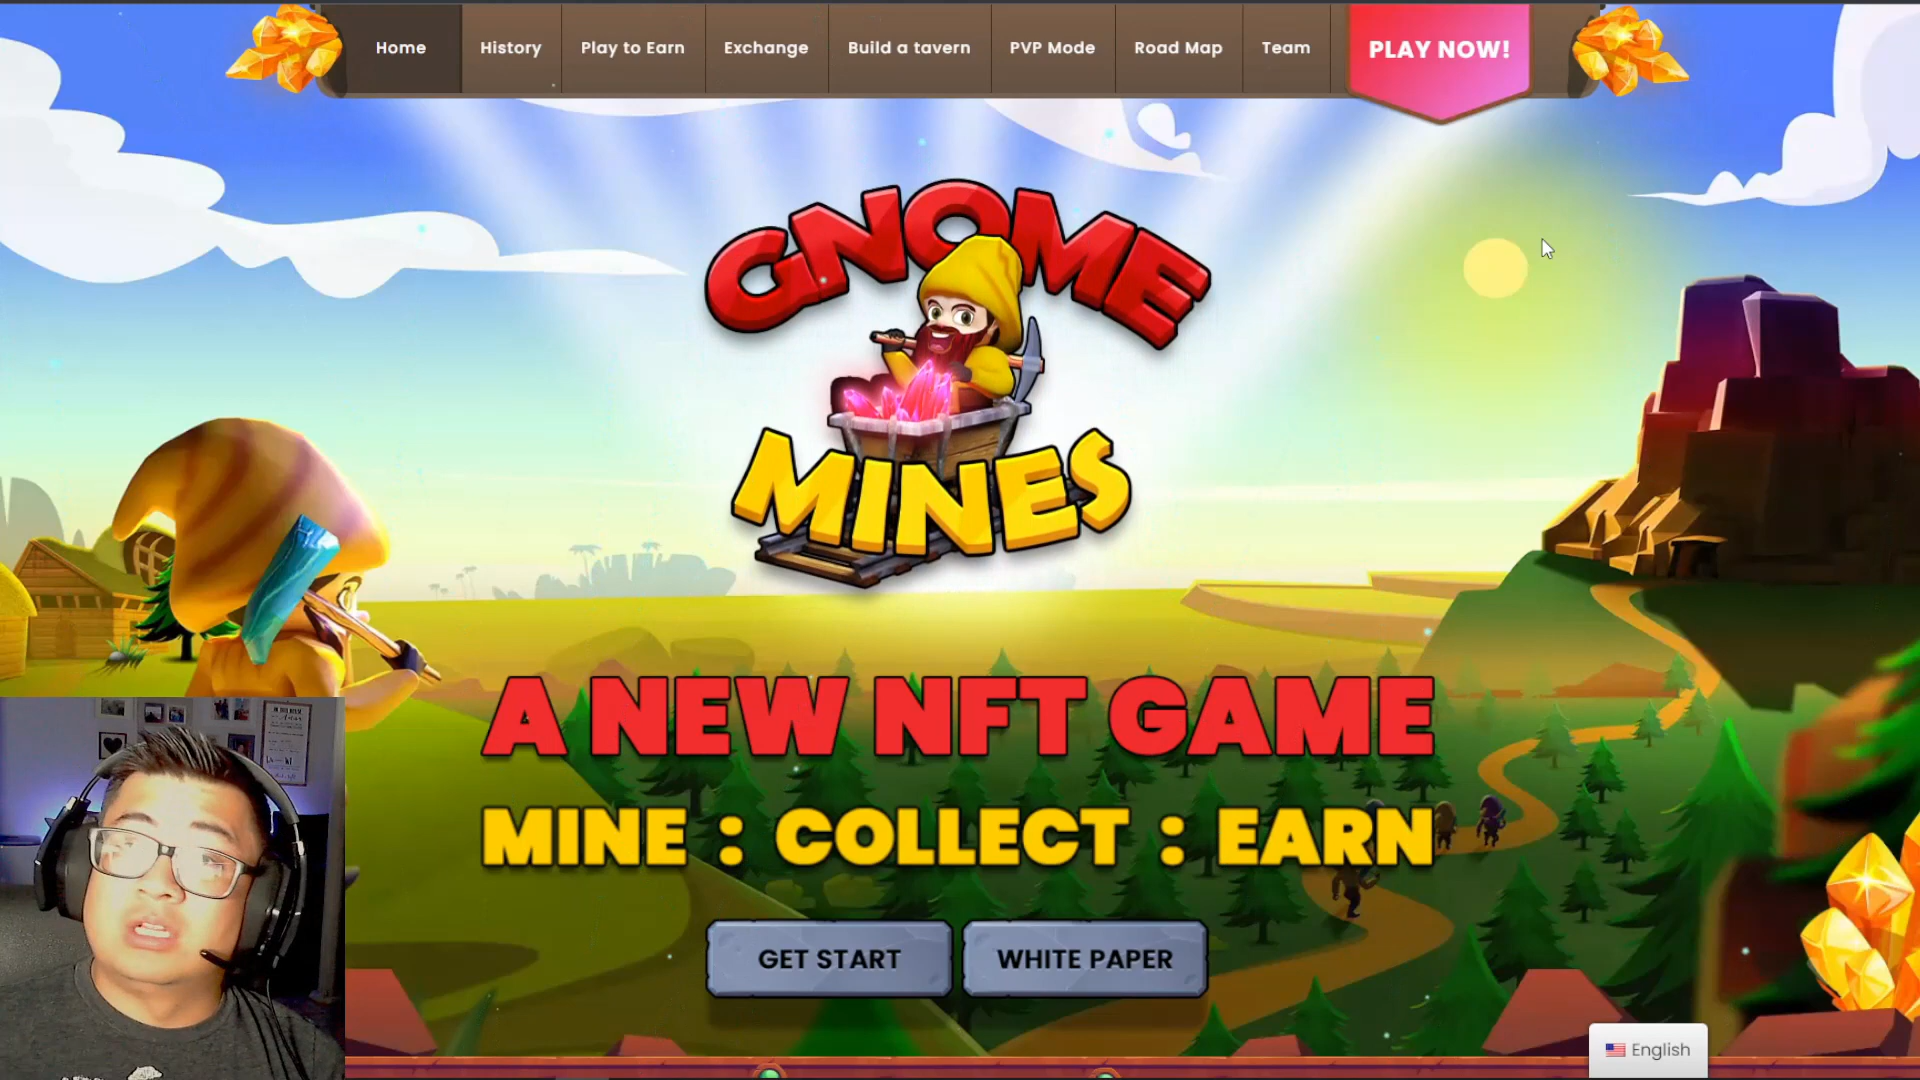 Home
History
Play to Earn
Exchange
Build a tavern
PVP Mode
Road Map
Team
PLAY NOW!
GNOME
MINES
A NEW NFT GAME
MINE : COLLECT : EARN
GET START
WHITE PAPER
English